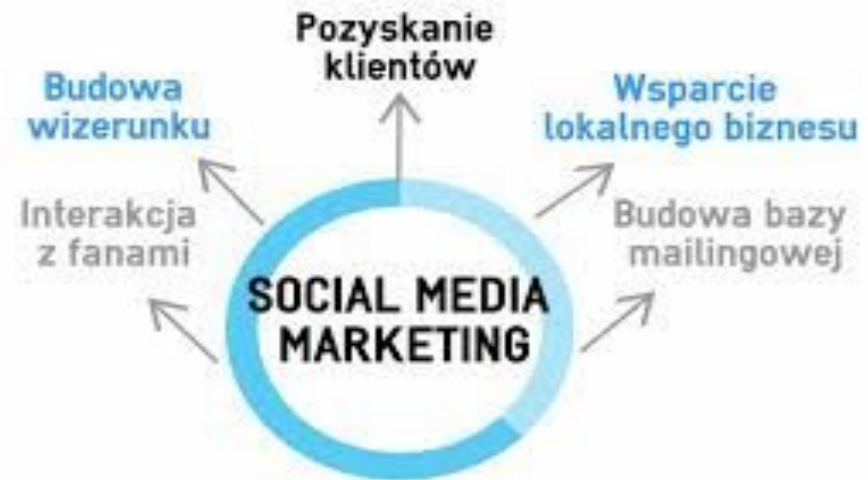 Pozyskanie
klientów
Budowa
wizerunku
Wsparcie
lokalnego biznesu
Interakcja
z fanami
Budowa bazy
mailingowej
SOCIAL MEDIA
MARKETING